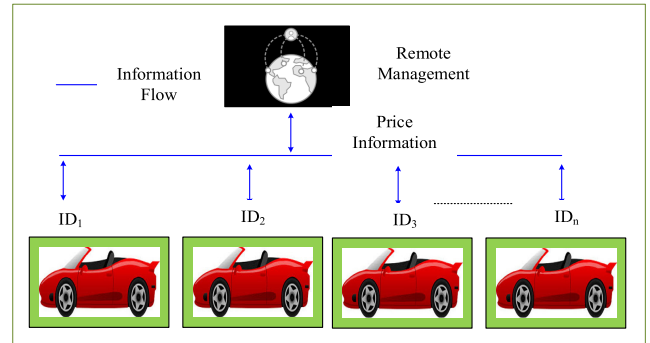 Remote
Management
Information
Flow
Price
Information
ID₁
ID₂
ID₃
IDₙ